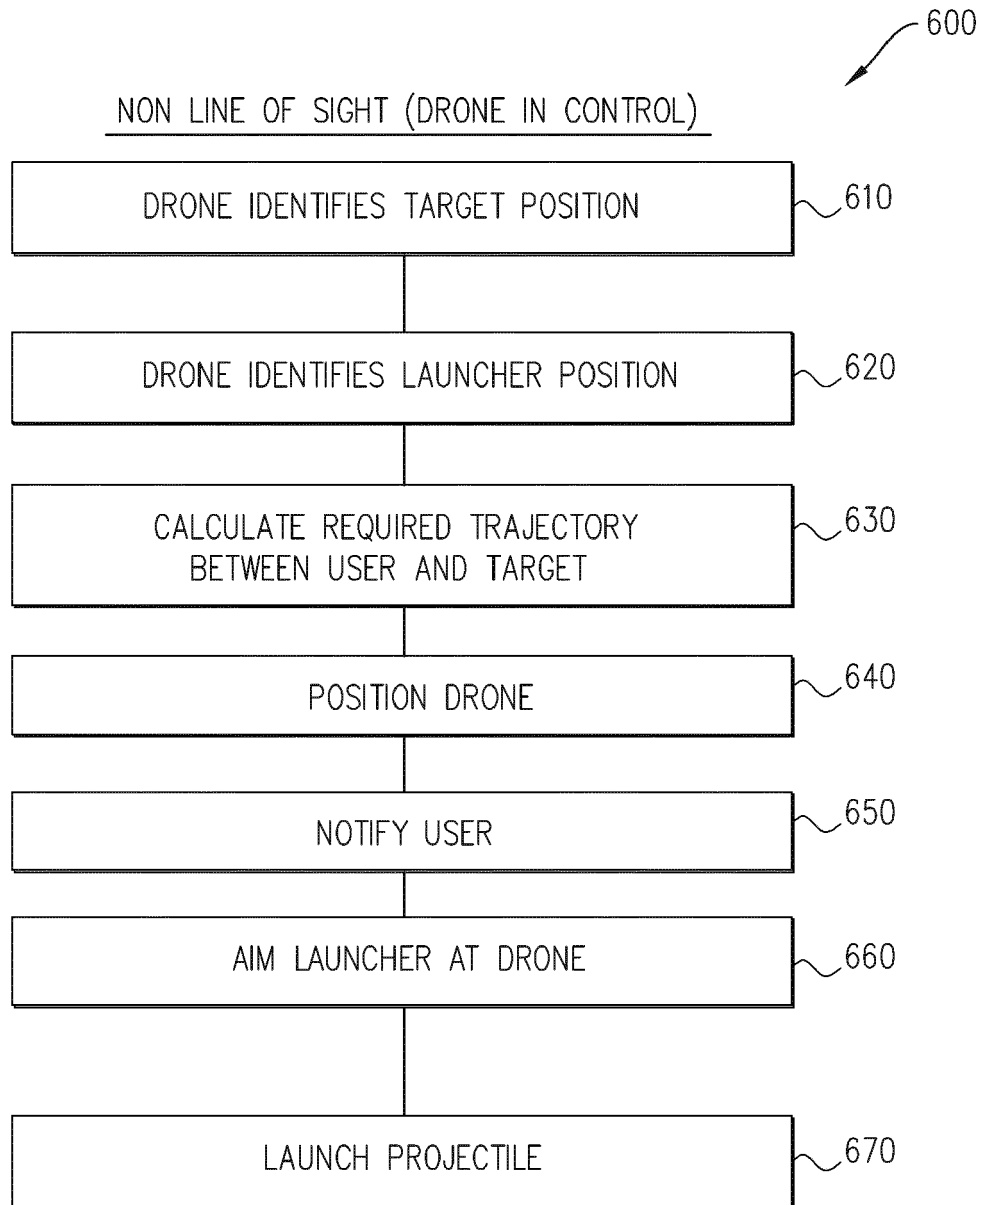 600
NON LINE OF SIGHT (DRONE IN CONTROL)
DRONE IDENTIFIES TARGET POSITION
610
DRONE IDENTIFIES LAUNCHER POSITION
620
CALCULATE REQUIRED TRAJECTORY
BETWEEN USER AND TARGET
630
POSITION DRONE
640
NOTIFY USER
650
AIM LAUNCHER AT DRONE
660
LAUNCH PROJECTILE
670